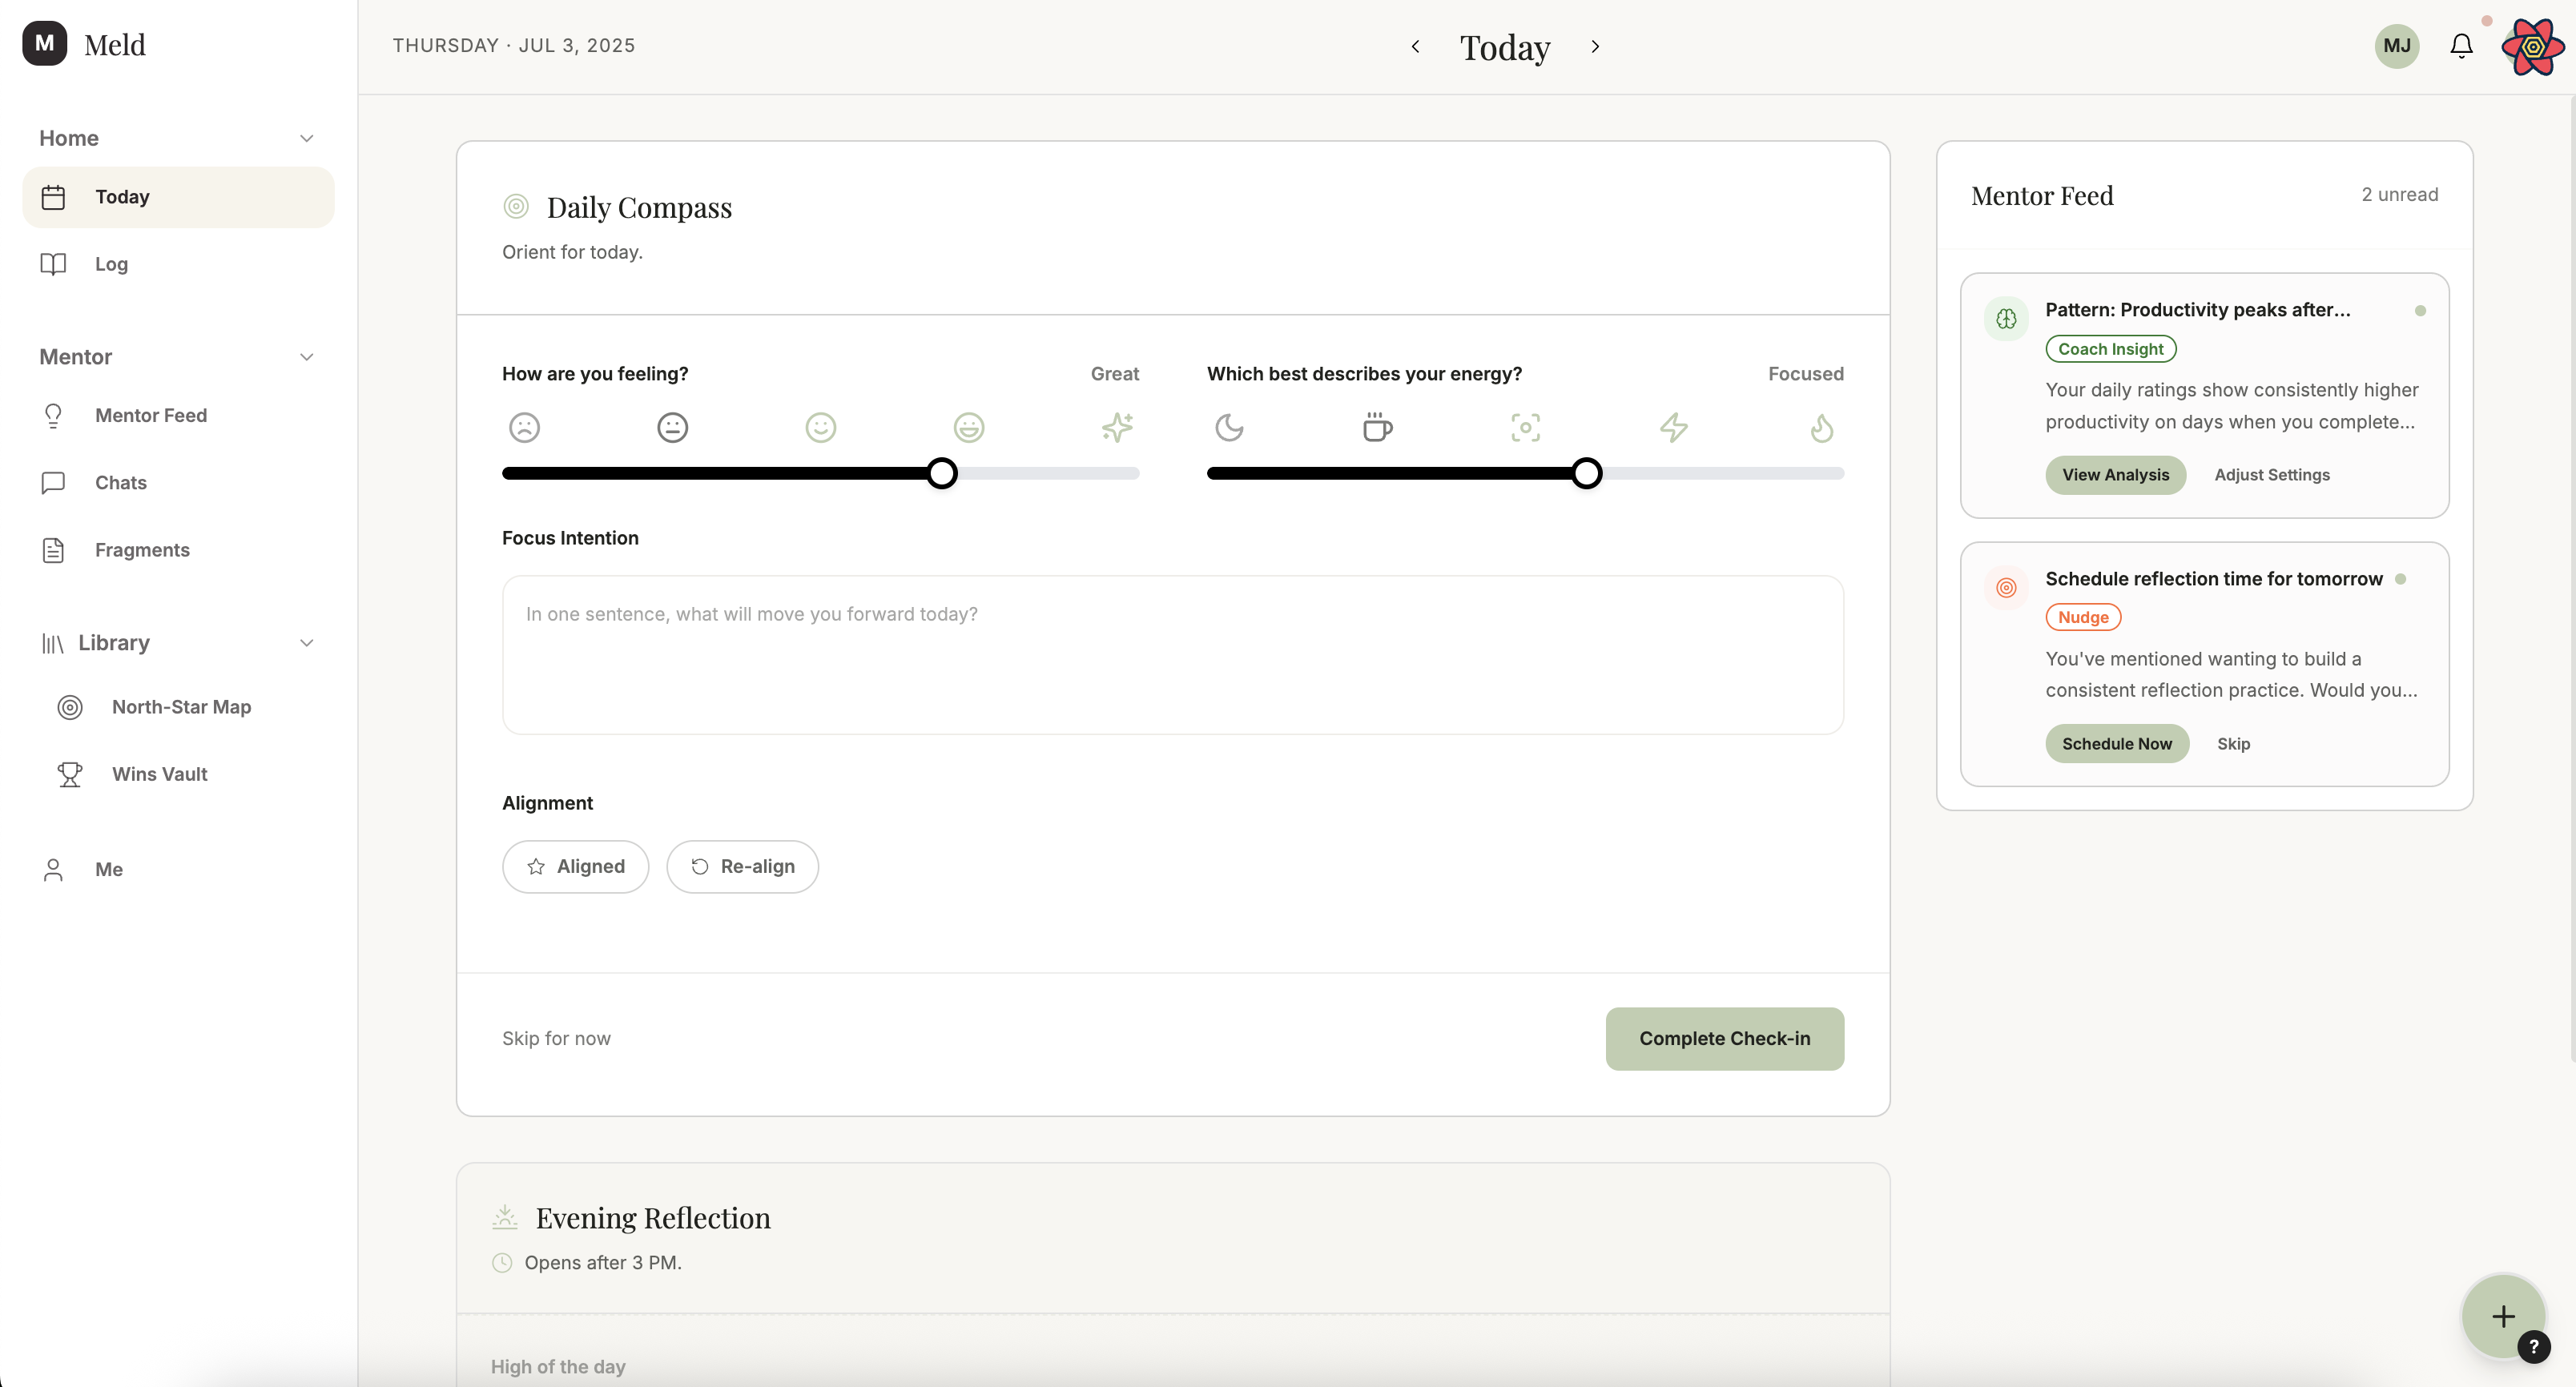 M Meld
Home
Today
Log
Mentor
Mentor Feed
Chats
Fragments
Library
North-Star Map
Wins Vault
Me
THURSDAY · JUL 3, 2025
Today
MJ
Daily Compass
Orient for today.
How are you feeling? Great
Which best describes your energy? Focused
Focus Intention
In one sentence, what will move you forward today?
Alignment
Aligned Re-align
Skip for now Complete Check-in
Evening Reflection
Opens after 3 PM.
High of the day
Mentor Feed 2 unread
Pattern: Productivity peaks after...
Coach Insight
Your daily ratings show consistently higher
productivity on days when you complete...
View Analysis Adjust Settings
Schedule reflection time for tomorrow
Nudge
You've mentioned wanting to build a
consistent reflection practice. Would you...
Schedule Now Skip
+
?